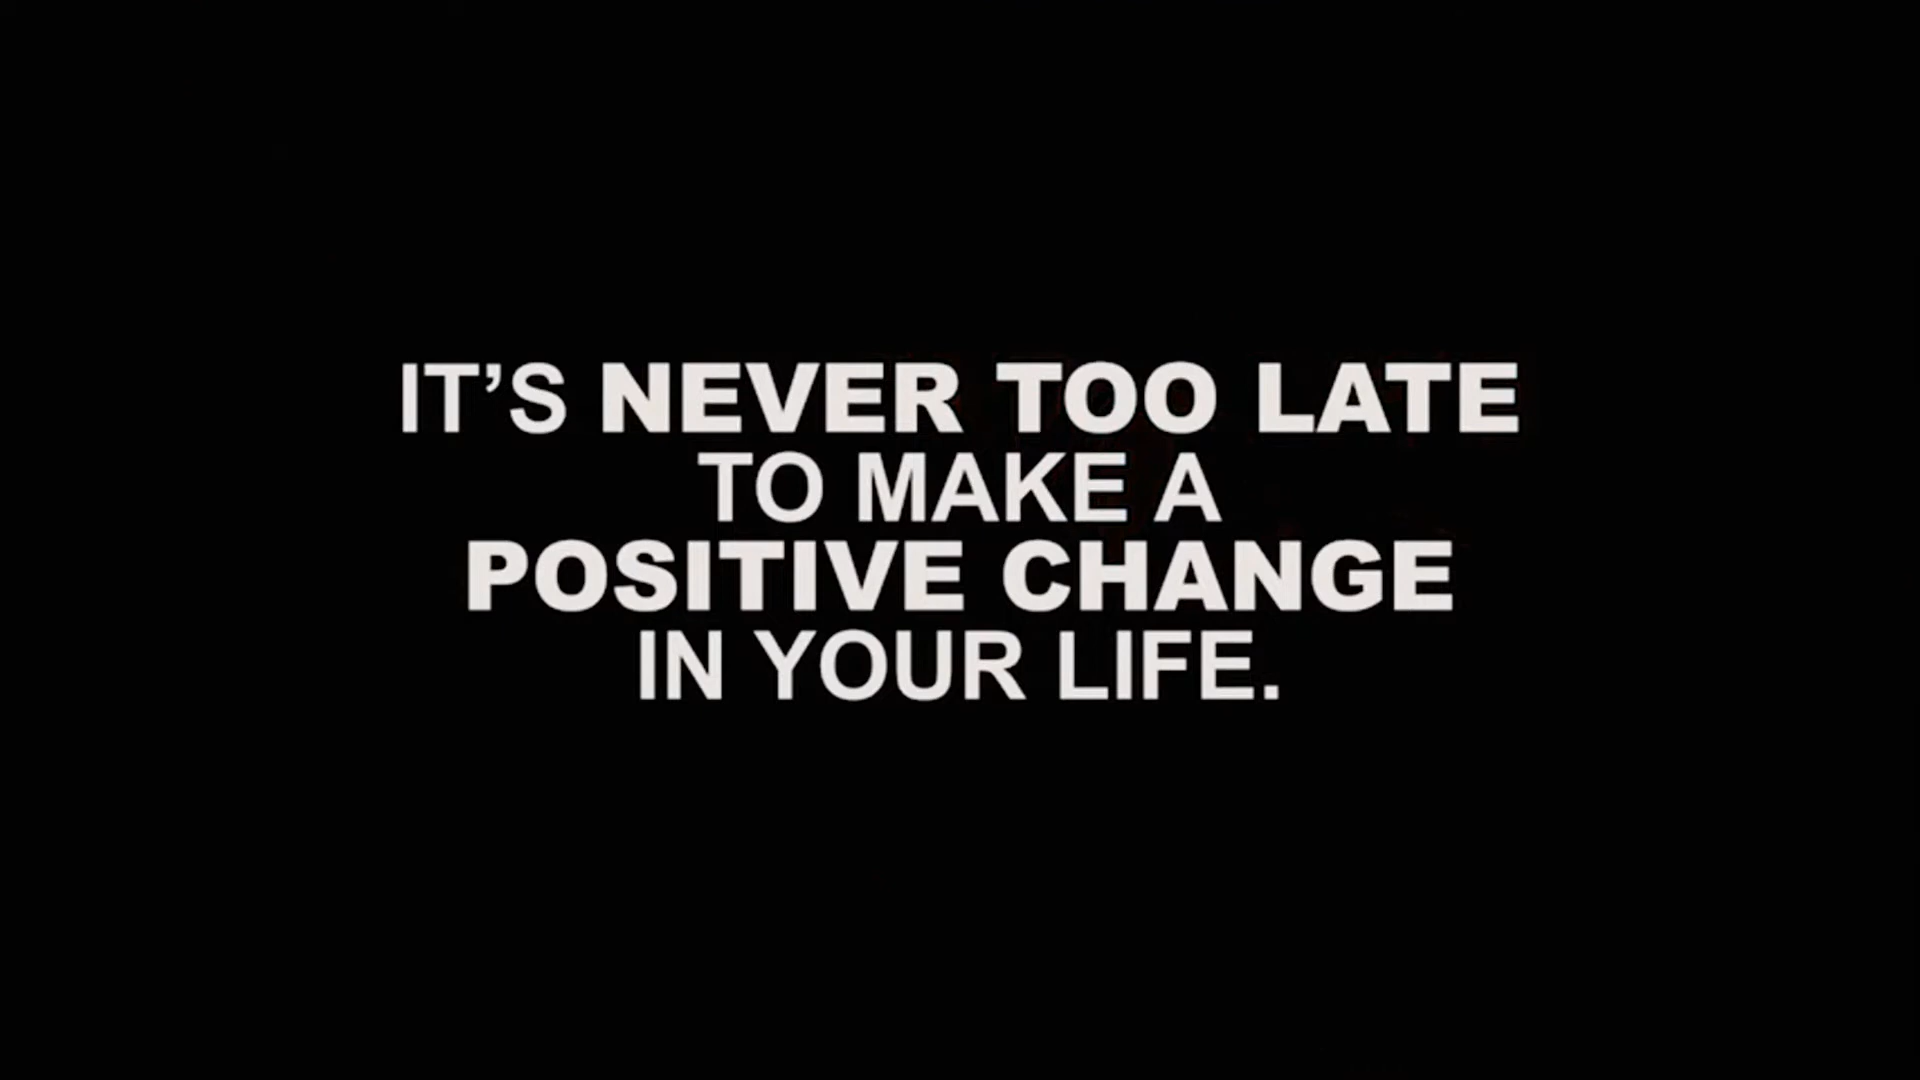 IT’S NEVER TOO LATE
TO MAKE A
POSITIVE CHANGE
IN YOUR LIFE.